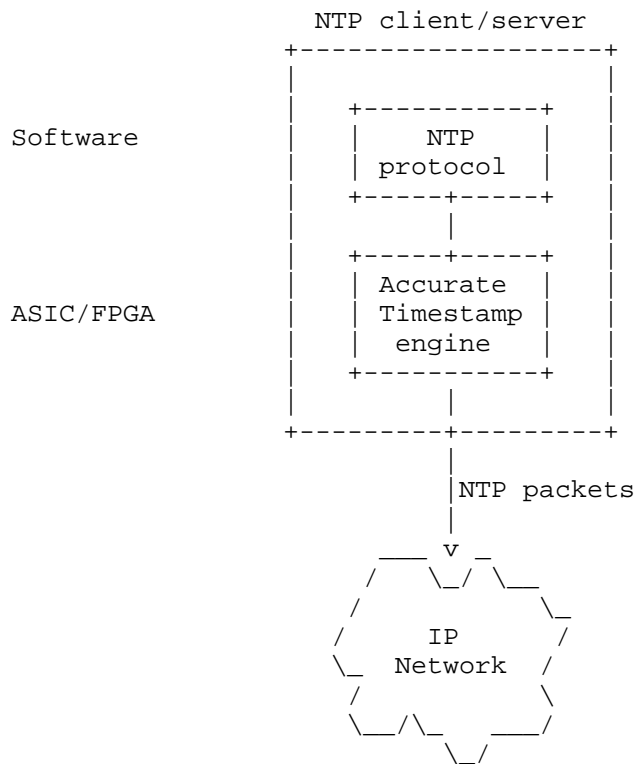 NTP client/server
Software
NTP
protocol
Accurate
ASIC/FPGA
Timestamp
engine
NTP packets
IP
Network